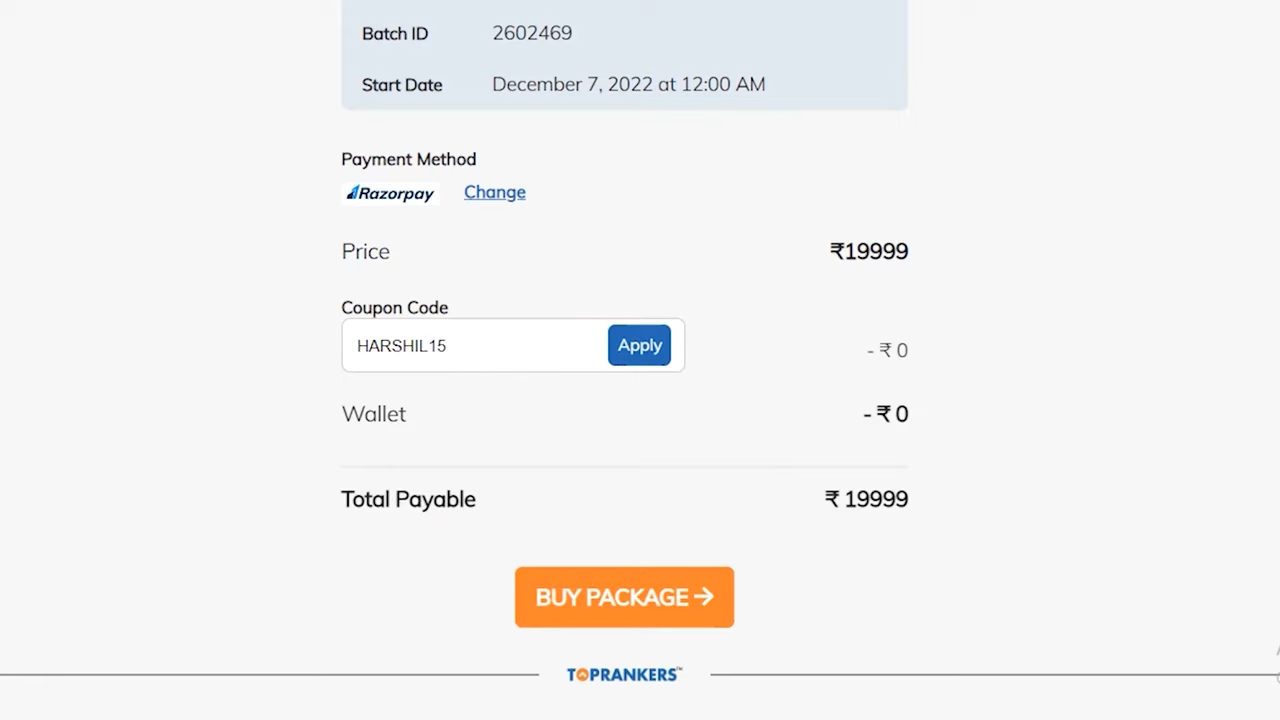 Batch ID 2602469
Start Date December 7, 2022 at 12:00 AM
Payment Method
Razorpay Change
Price ₹19999
Coupon Code
HARSHIL15 Apply - ₹ 0
Wallet - ₹ 0
Total Payable ₹ 19999
BUY PACKAGE →
TOPRANKERS™